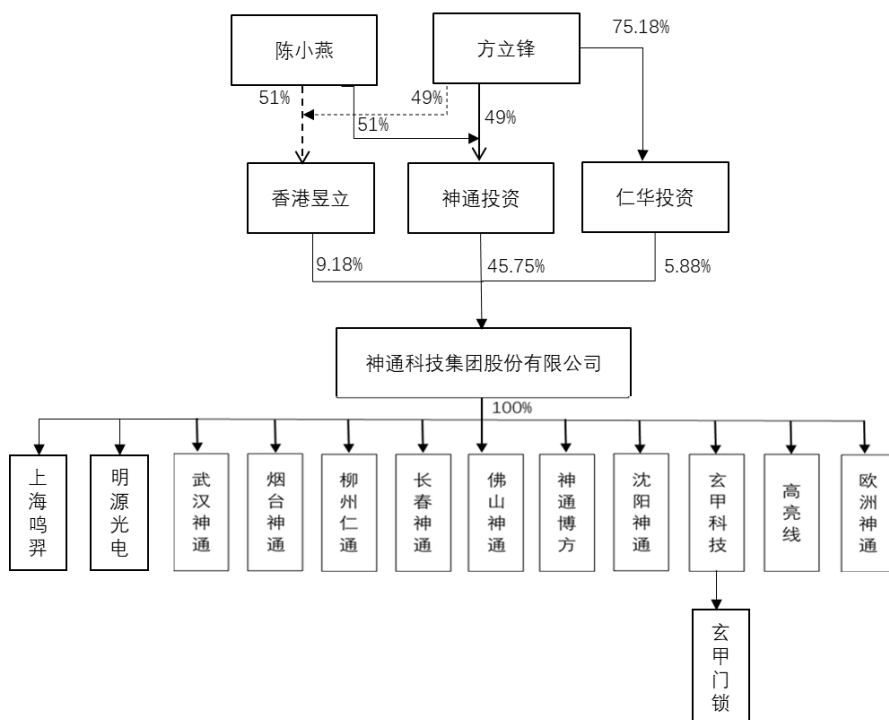 陈小燕
方立锋
75.18%
51%
49%
51%
49%
香港昱立
神通投资
仁华投资
9.18%
45.75%
5.88%
神通科技集团股份有限公司
100%
上海鸣羿
明源光电
武汉神通
烟台神通
柳州仁通
长春神通
佛山神通
神通博方
沈阳神通
玄甲科技
高亮线
欧洲神通
玄甲门锁